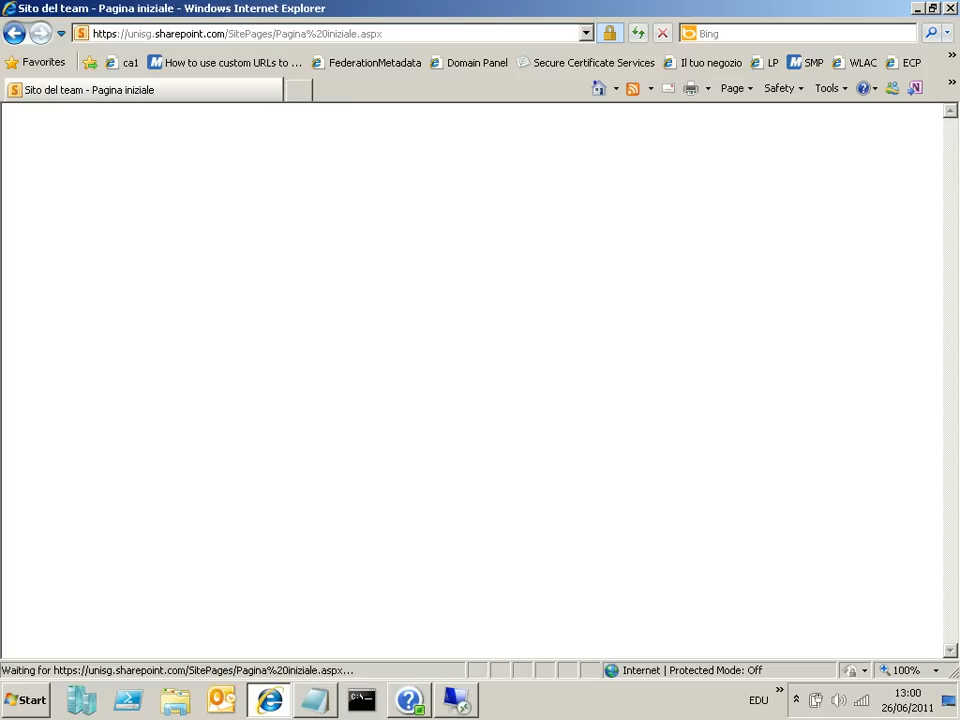 Sito del team - Pagina iniziale - Windows Internet Explorer
https://unisg.sharepoint.com/SitePages/Pagina%20iniziale.aspx
Bing
Favorites
ca1
How to use custom URLs to ...
FederationMetadata
Domain Panel
Secure Certificate Services
Il tuo negozio
LP
SMP
WLAC
ECP
Sito del team - Pagina iniziale
Page
Safety
Tools
Waiting for https://unisg.sharepoint.com/SitePages/Pagina%20iniziale.aspx...
Internet | Protected Mode: Off
100%
Start
EDU
13:00
26/06/2011